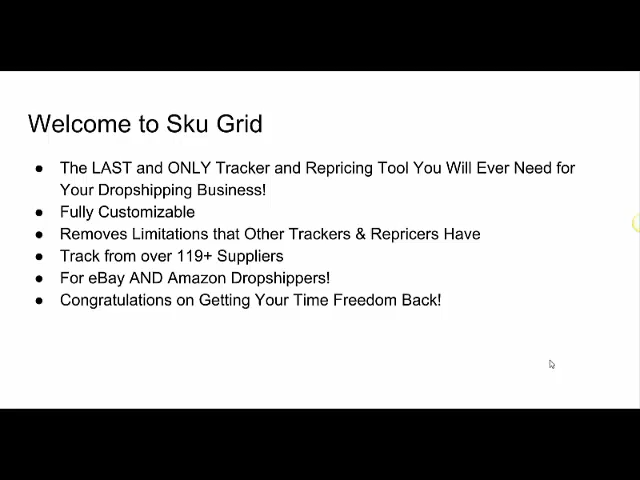 Welcome to Sku Grid
● The LAST and ONLY Tracker and Repricing Tool You Will Ever Need for
Your Dropshipping Business!
● Fully Customizable
● Removes Limitations that Other Trackers & Repricers Have
● Track from over 119+ Suppliers
● For eBay AND Amazon Dropshippers!
● Congratulations on Getting Your Time Freedom Back!